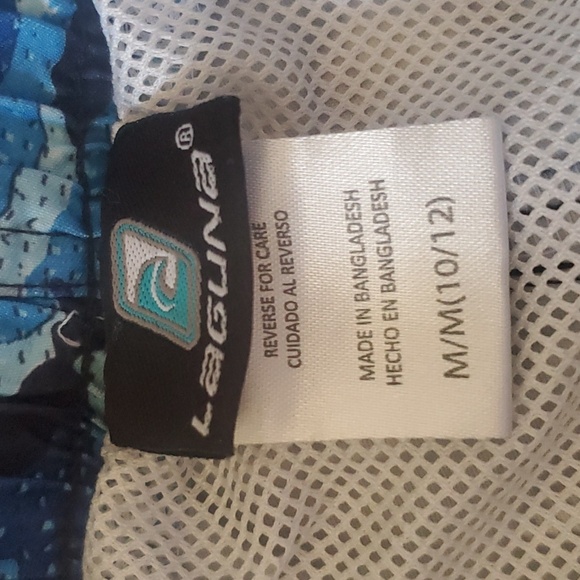 LAGUNA®
REVERSE FOR CARE
CUIDADO AL REVERSO
MADE IN BANGLADESH
HECHO EN BANGLADESH
M/M(10/12)